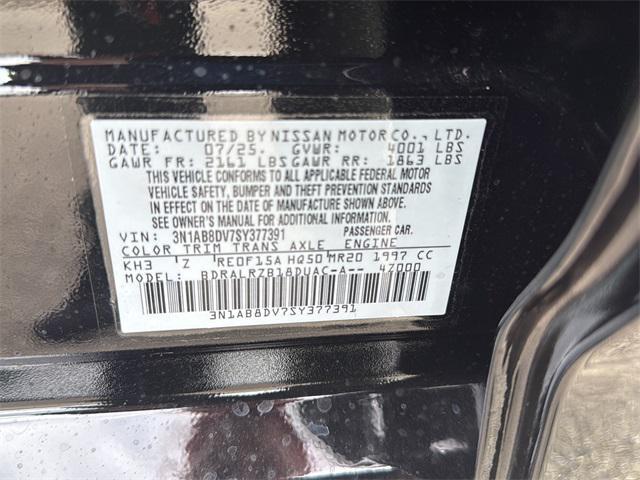 MANUFACTURED BY NISSAN MOTOR CO., LTD.
DATE: 07/25. GVWR: 4001 LBS
GAWR FR: 2161 LBS GAWR RR: 1863 LBS
THIS VEHICLE CONFORMS TO ALL APPLICABLE FEDERAL MOTOR
VEHICLE SAFETY, BUMPER AND THEFT PREVENTION STANDARDS
IN EFFECT ON THE DATE OF MANUFACTURE SHOWN ABOVE.
SEE OWNER'S MANUAL FOR ADDITIONAL INFORMATION.
VIN: 3N1AB8DV7SY377391 PASSENGER CAR.
COLOR TRIM TRANS AXLE ENGINE
KH3 Z RE0F15A HQ50 MR20 1997 CC
MODEL: BDRALRZB18DUAC-A-- 47000
3N1AB8DV7SY377391